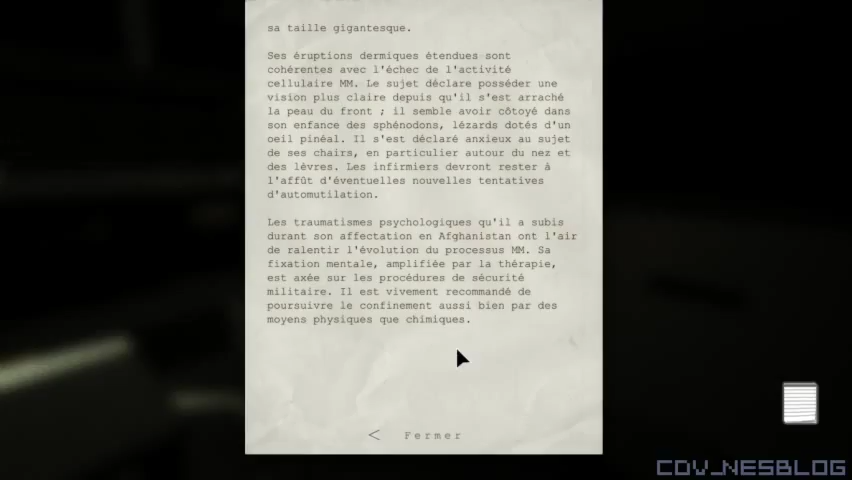 sa taille gigantesque.
Ses éruptions dermiques étendues sont
cohérentes avec l'échec de l'activité
cellulaire MM. Le sujet déclare posséder une
vision plus claire depuis qu'il s'est arraché
la peau du front ; il semble avoir côtoyé dans
son enfance des sphénodons, lézards dotés d'un
oeil pinéal. Il s'est déclaré anxieux au sujet
de ses chairs, en particulier autour du nez et
des lèvres. Les infirmiers devront rester à
l'affût d'éventuelles nouvelles tentatives
d'automutilation.
Les traumatismes psychologiques qu'il a subis
durant son affectation en Afghanistan ont l'air
de ralentir l'évolution du processus MM. Sa
fixation mentale, amplifiée par la thérapie,
est axée sur les procédures de sécurité
militaire. Il est vivement recommandé de
poursuivre le confinement aussi bien par des
moyens physiques que chimiques.
< Fermer
CDV_NESBLOG